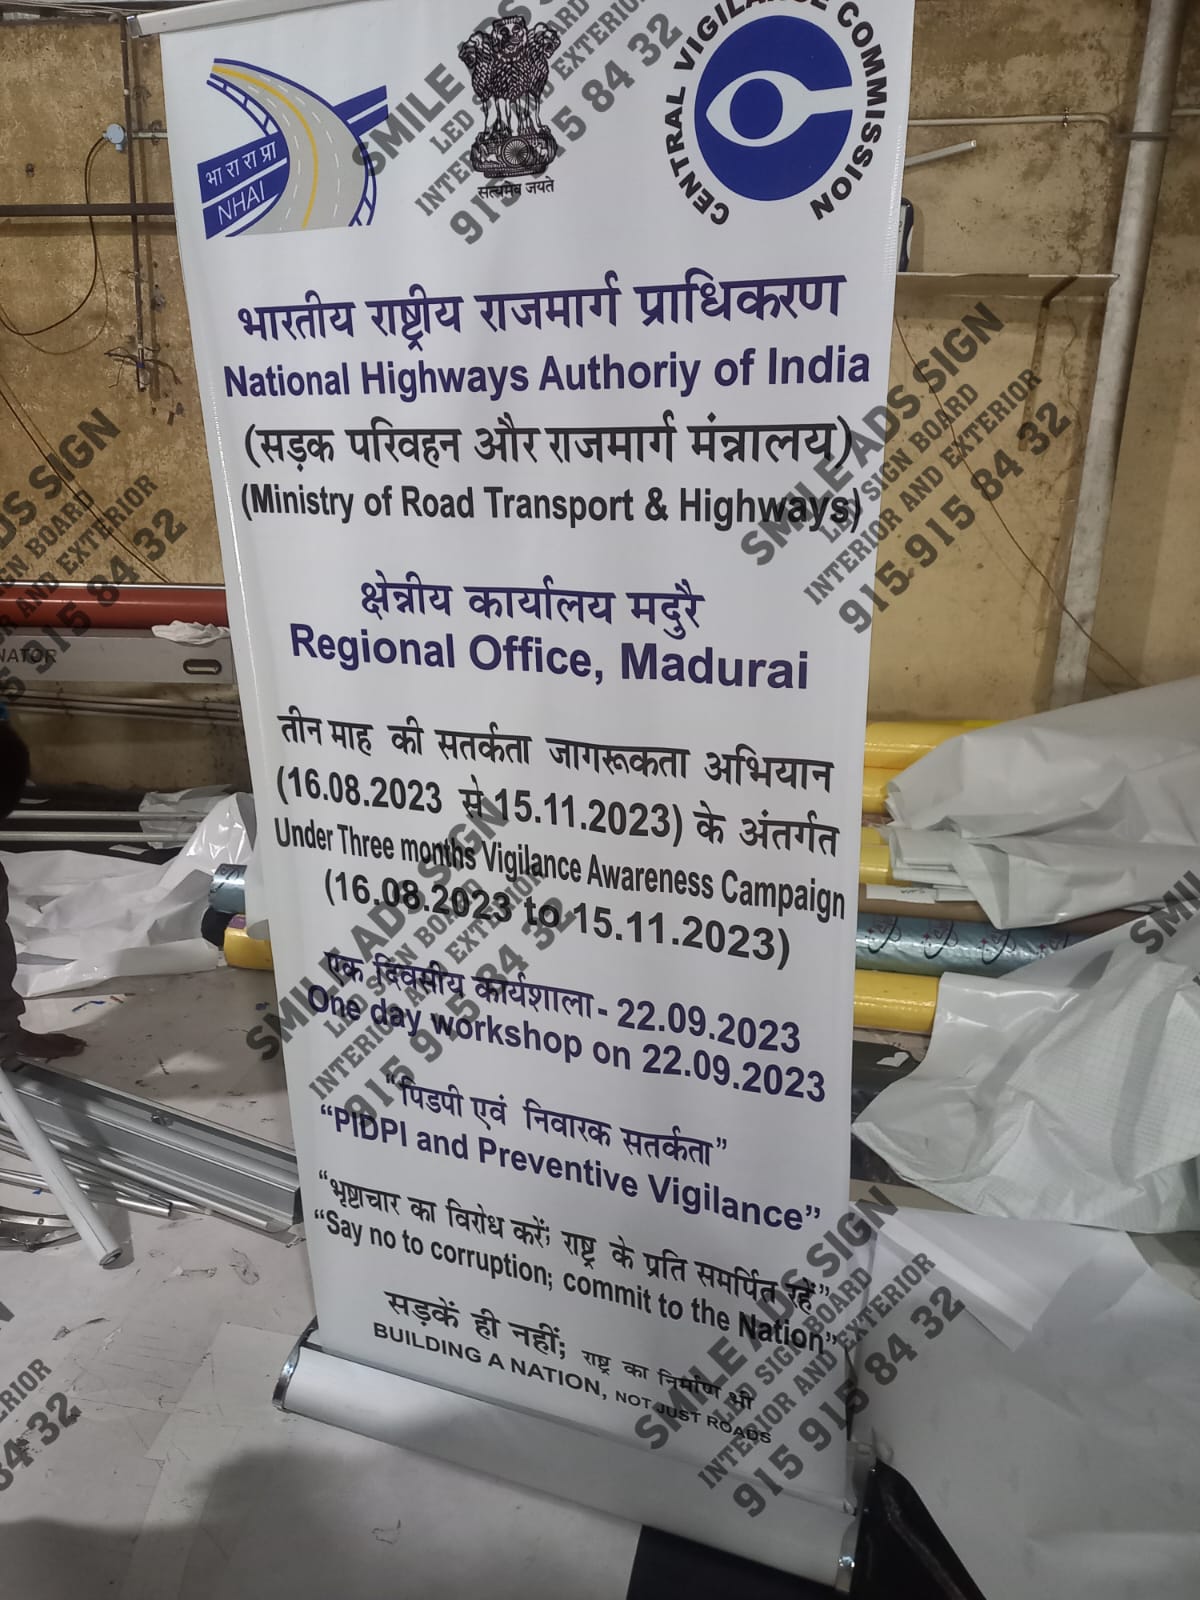 भा रा रा प्रा
NHAI
सत्यमेव जयते
CENTRAL VIGILANCE COMMISSION
भारतीय राष्ट्रीय राजमार्ग प्राधिकरण
National Highways Authoriy of India
(सड़क परिवहन और राजमार्ग मंत्रालय)
(Ministry of Road Transport & Highways)
क्षेत्रीय कार्यालय मदुरै
Regional Office, Madurai
तीन माह की सतर्कता जागरूकता अभियान
(16.08.2023 से 15.11.2023) के अंतर्गत
Under Three months Vigilance Awareness Campaign
(16.08.2023 to 15.11.2023)
एक दिवसीय कार्यशाला - 22.09.2023
One day workshop on 22.09.2023
“पिडपी एवं निवारक सतर्कता”
“PIDPI and Preventive Vigilance”
“भृष्टाचार का विरोध करें; राष्ट्र के प्रति समर्पित रहें”
“Say no to corruption; commit to the Nation”
सड़कें ही नहीं; राष्ट्र का निर्माण भी
BUILDING A NATION, NOT JUST ROADS
SMILE ADS SIGN
LED SIGN BOARD
INTERIOR AND EXTERIOR
915 915 84 32